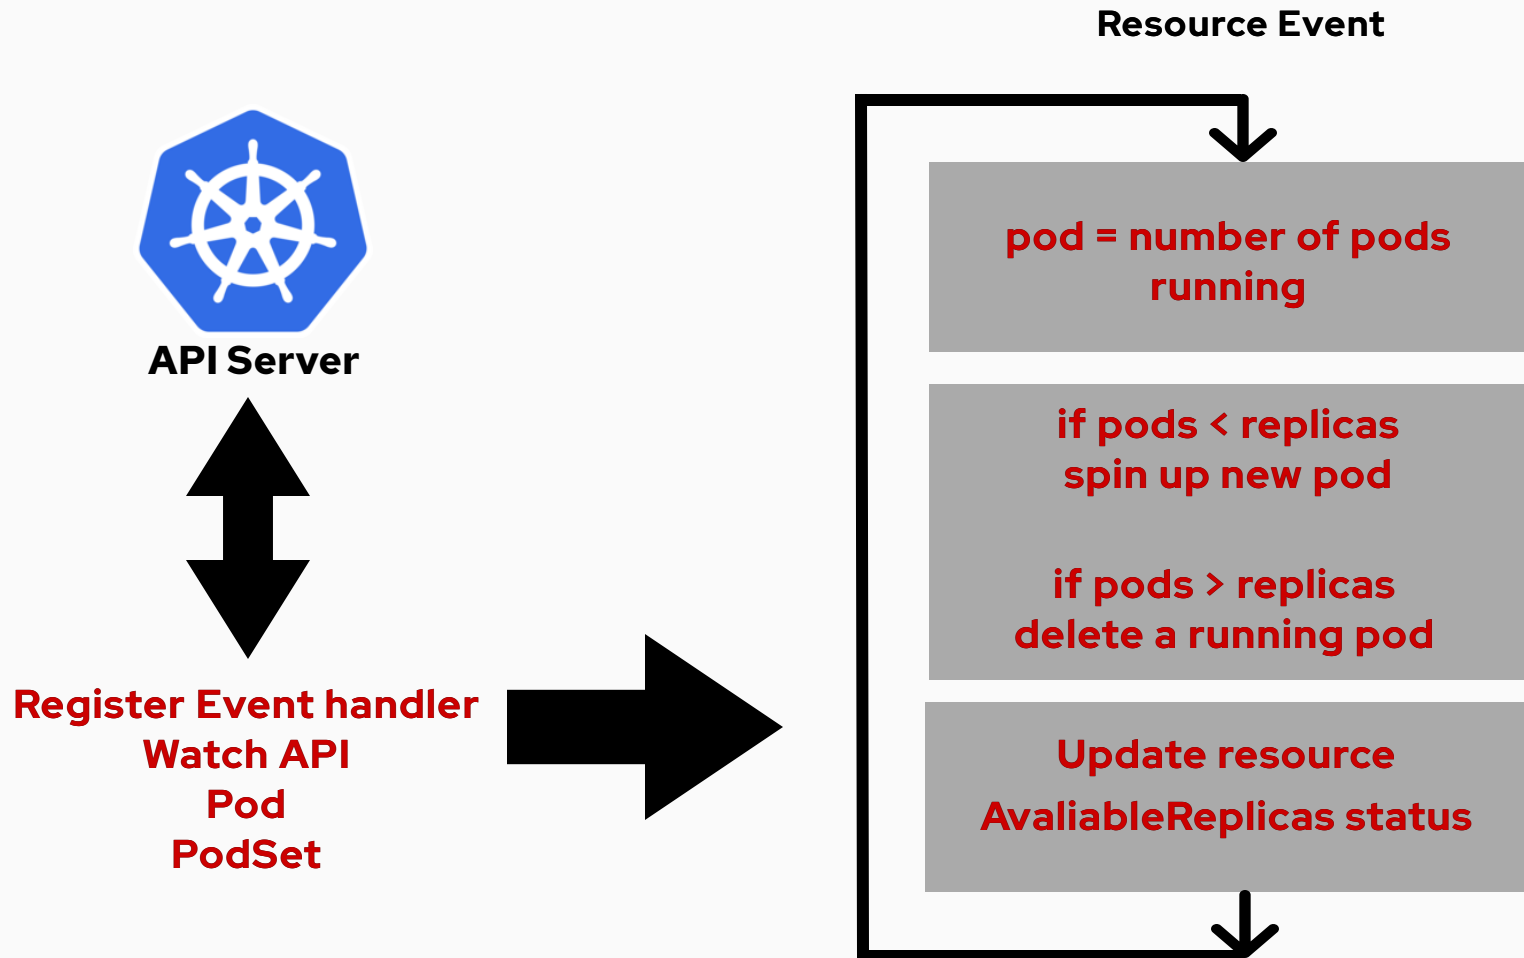 Resource Event
API Server
Register Event handler
Watch API
Pod
PodSet
pod = number of pods
running
if pods < replicas
spin up new pod
if pods > replicas
delete a running pod
Update resource
AvaliableReplicas status